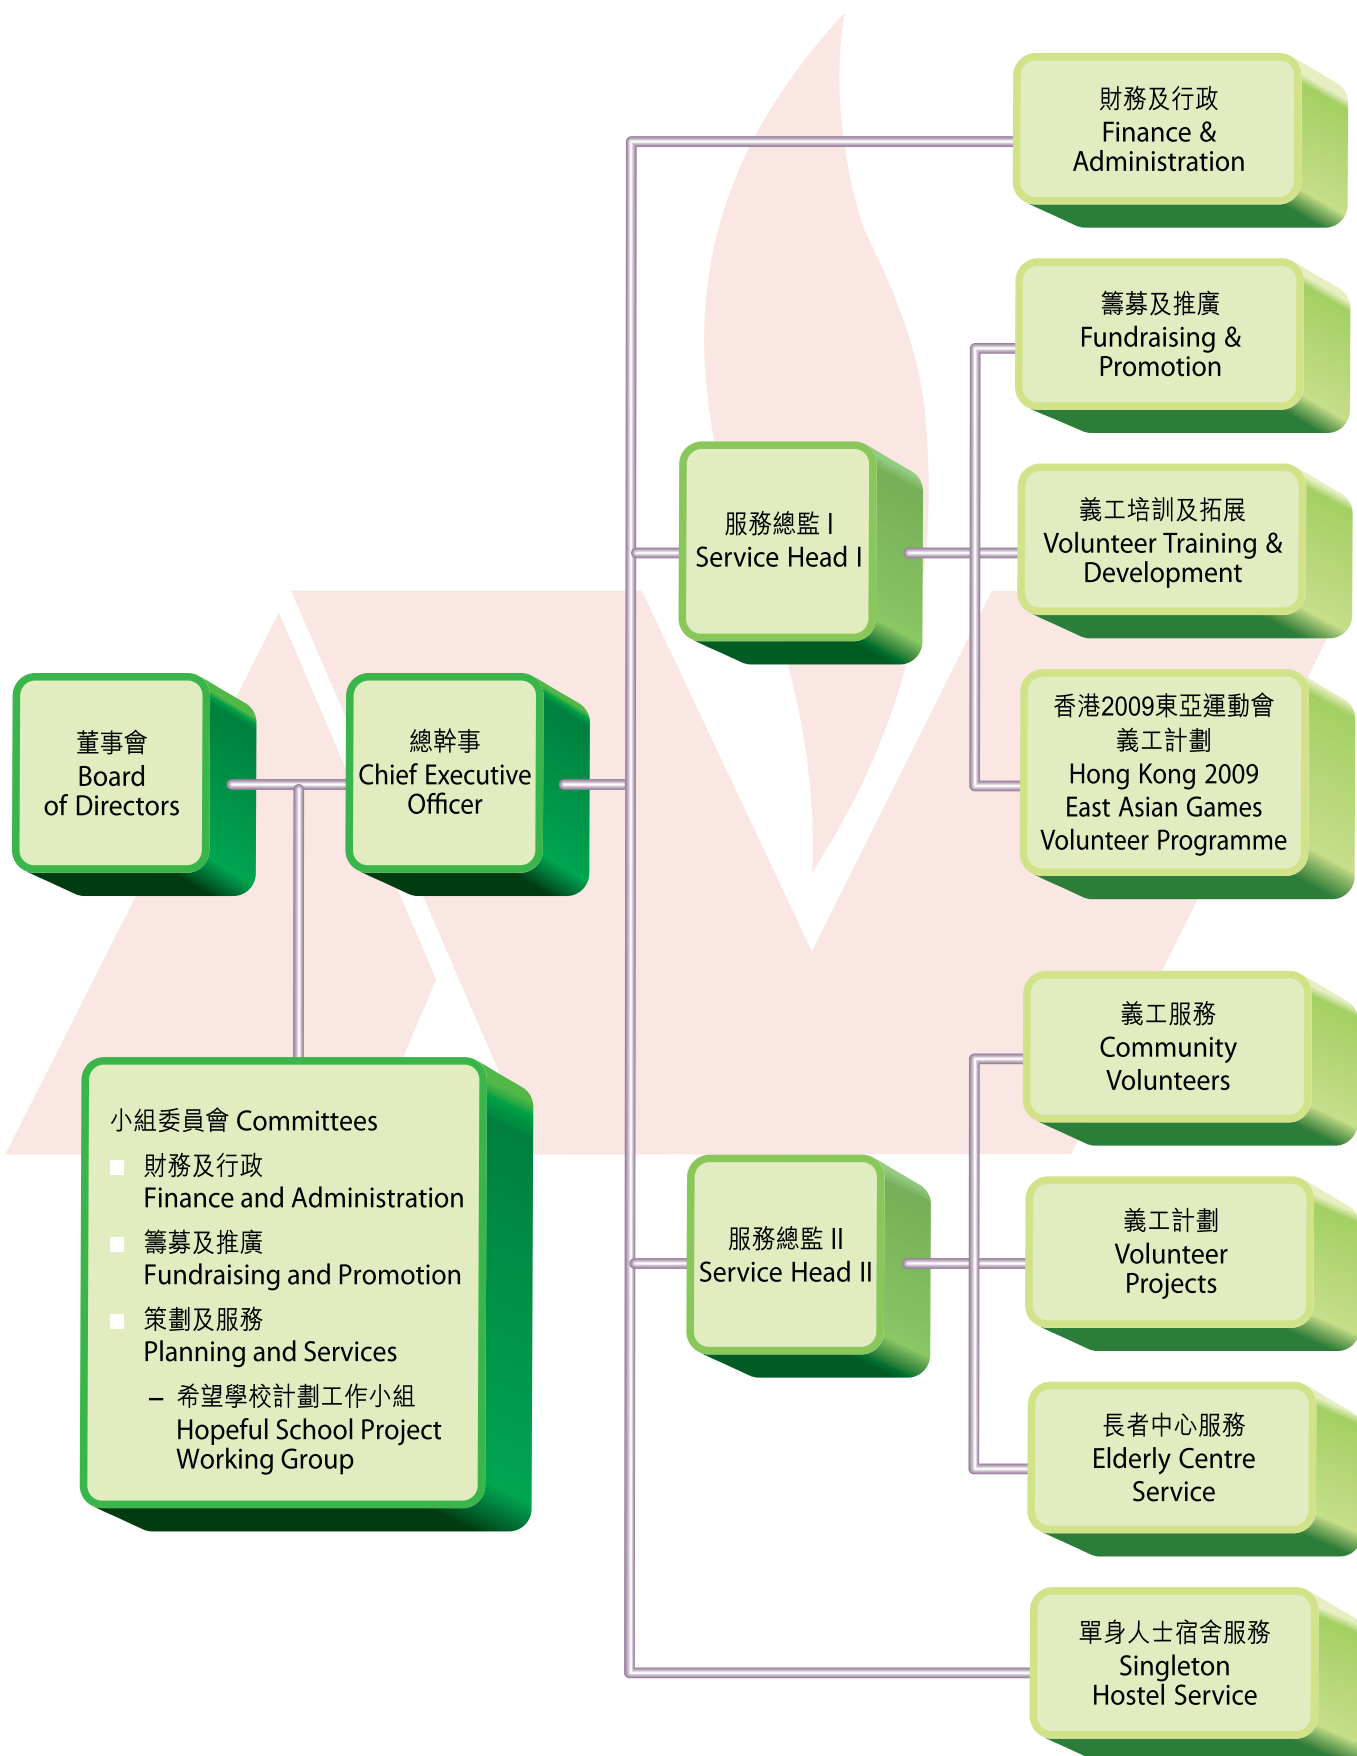 財務及行政
Finance &
Administration
籌募及推廣
Fundraising &
Promotion
服務總監 I
Service Head I
義工培訓及拓展
Volunteer Training &
Development
香港2009東亞運動會
義工計劃
Hong Kong 2009
East Asian Games
Volunteer Programme
董事會
Board
of Directors
總幹事
Chief Executive
Officer
小組委員會 Committees
財務及行政
Finance and Administration
籌募及推廣
Fundraising and Promotion
策劃及服務
Planning and Services
– 希望學校計劃工作小組
Hopeful School Project
Working Group
服務總監 II
Service Head II
義工服務
Community
Volunteers
義工計劃
Volunteer
Projects
長者中心服務
Elderly Centre
Service
單身人士宿舍服務
Singleton
Hostel Service